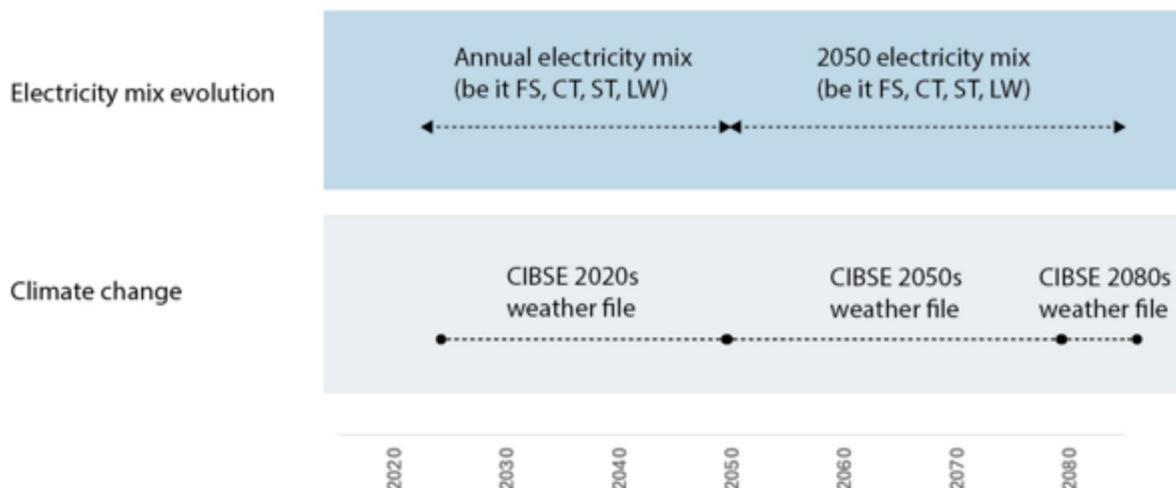 Electricity mix evolution
Annual electricity mix
(be it FS, CT, ST, LW)
2050 electricity mix
(be it FS, CT, ST, LW)
Climate change
CIBSE 2020s
weather file
CIBSE 2050s
weather file
CIBSE 2080s
weather file
2020
2030
2040
2050
2060
2070
2080